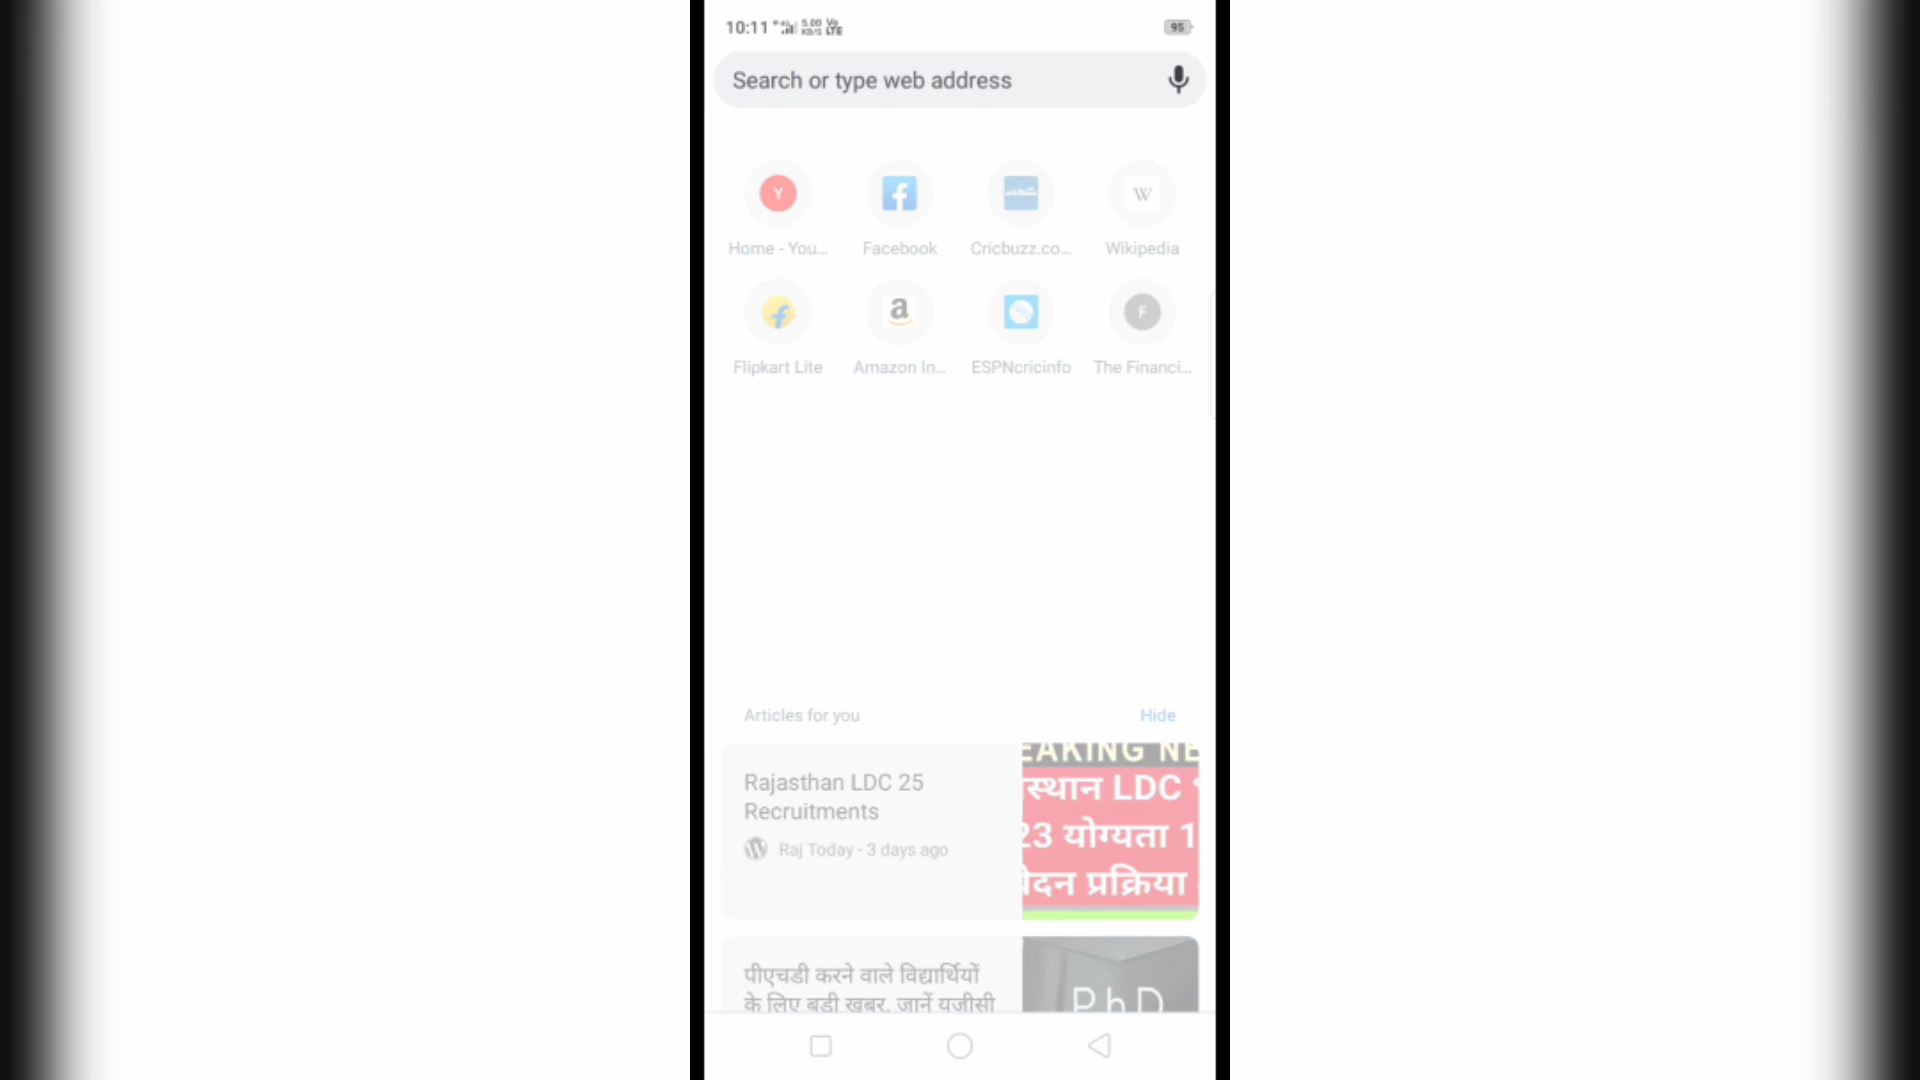 10:11 5.00 KB/S Vo LTE 95
Search or type web address
Y
W
Home - You...
Facebook
Cricbuzz.co...
Wikipedia
a
F
Flipkart Lite
Amazon In...
ESPNcricinfo
The Financi...
Articles for you
Hide
Rajasthan LDC 25
Recruitments
Raj Today - 3 days ago
EAKING NE
स्थान LDC
23 योग्यता 1
वेदन प्रक्रिया
पीएचडी करने वाले विद्यार्थियों
के लिए बड़ी खबर, जानें यूजीसी
PhD